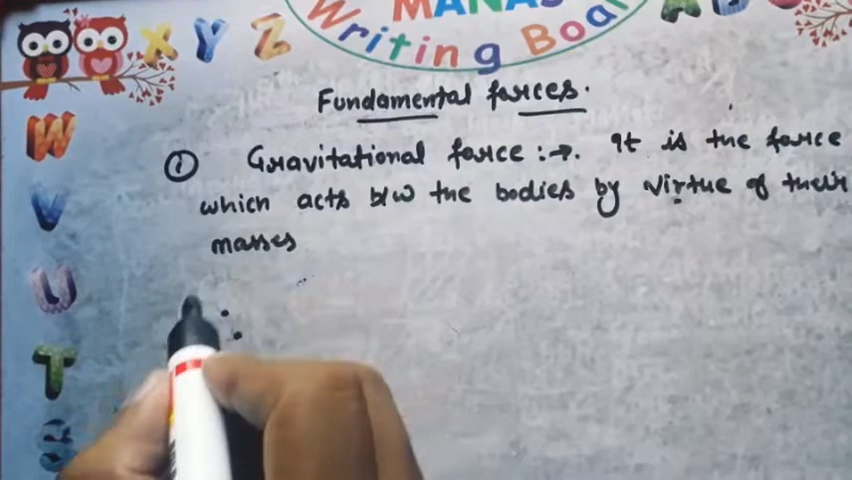 MANAS
Writing Board
X Y Z
W
V
U
T
S
Fundamental forces.
① Gravitational force :→. It is the force
which acts b/w the bodies by virtue of their
masses